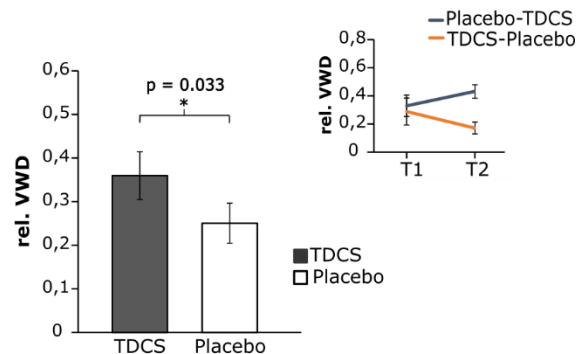 Placebo-TDCS
TDCS-Placebo
rel. VWD
0,8
0,6
0,4
0,2
0
T1 T2
rel. VWD
0,6
0,5
0,4
0,3
0,2
0,1
0
p = 0.033
*
TDCS Placebo
TDCS
Placebo